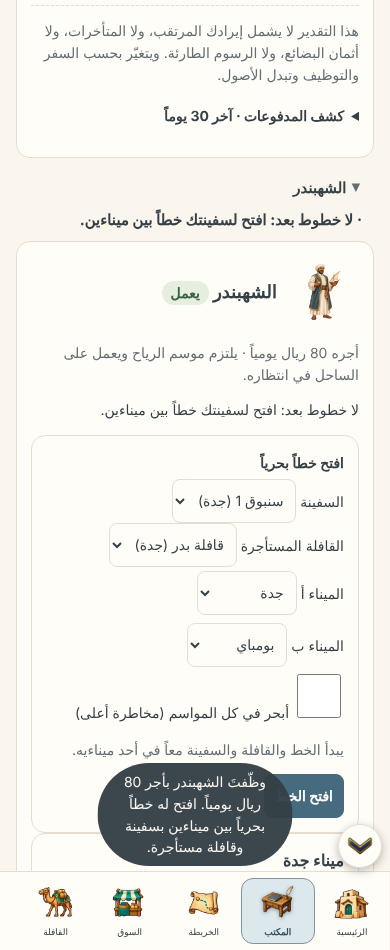 هذا التقدير لا يشمل إيرادك المرتقب، ولا المتأخرات، ولا
أثمان البضائع، ولا الرسوم الطارئة. ويتغيّر بحسب السفر
والتوظيف وتبدل الأصول.
◀ كشف المدفوعات · آخر 30 يوماً
▼ الشهبندر
· لا خطوط بعد: افتح لسفينتك خطاً بين ميناءين.
الشهبندر يعمل
أجره 80 ريال يومياً · يلتزم موسم الرياح ويعمل على
الساحل في انتظاره.
لا خطوط بعد: افتح لسفينتك خطاً بين ميناءين.
افتح خطاً بحرياً
السفينة سنبوق 1 (جدة)
القافلة المستأجرة قافلة بدر (جدة)
الميناء أ جدة
الميناء ب بومباي
أبحر في كل المواسم (مخاطرة أعلى)
يبدأ الخط والقافلة والسفينة معاً في أحد ميناءيه.
افتح
وظّفتَ الشهبندر بأجر 80
ريال يومياً. افتح له خطاً
بحرياً بين ميناءين بسفينة
وقافلة مستأجرة.
ميناء جدة
الرئيسية
المكتب
الخريطة
السوق
القافلة